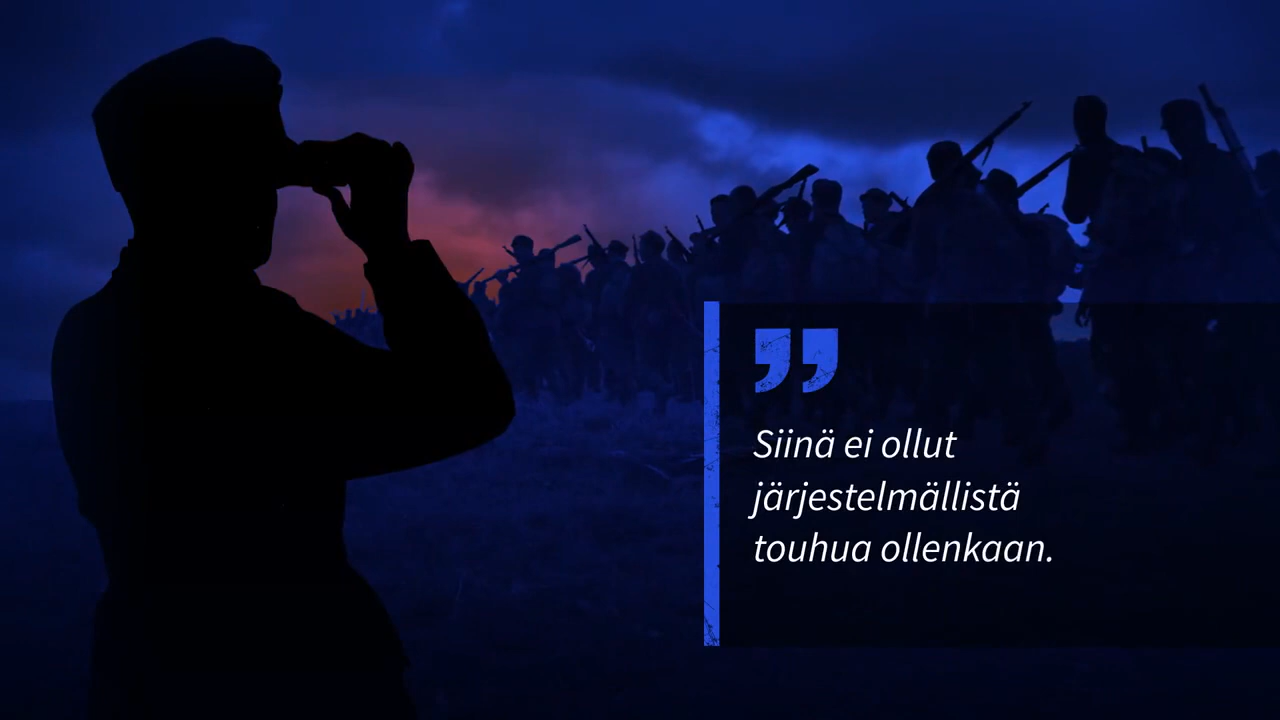 ”
Siinä ei ollut
järjestelmällistä
touhua ollenkaan.